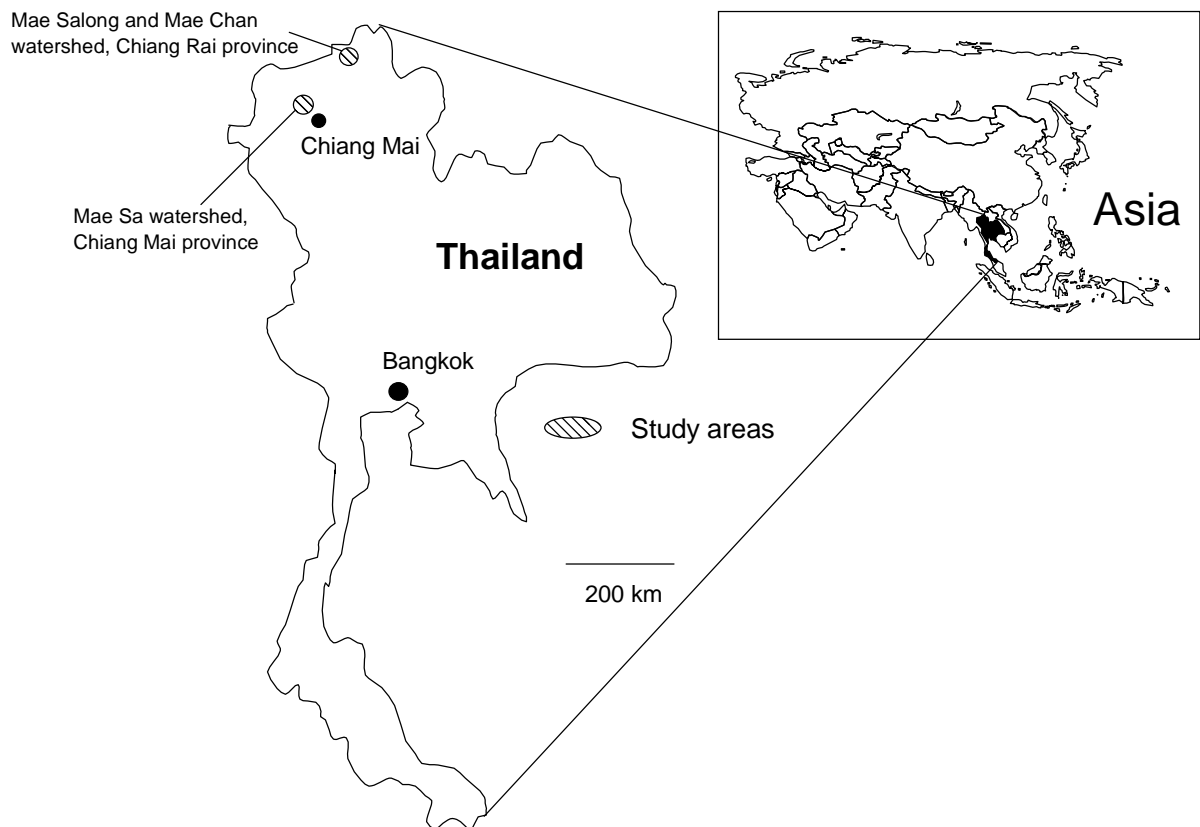 Mae Salong and Mae Chan
watershed, Chiang Rai province
Chiang Mai
Mae Sa watershed,
Chiang Mai province
Thailand
Asia
Bangkok
Study areas
200 km